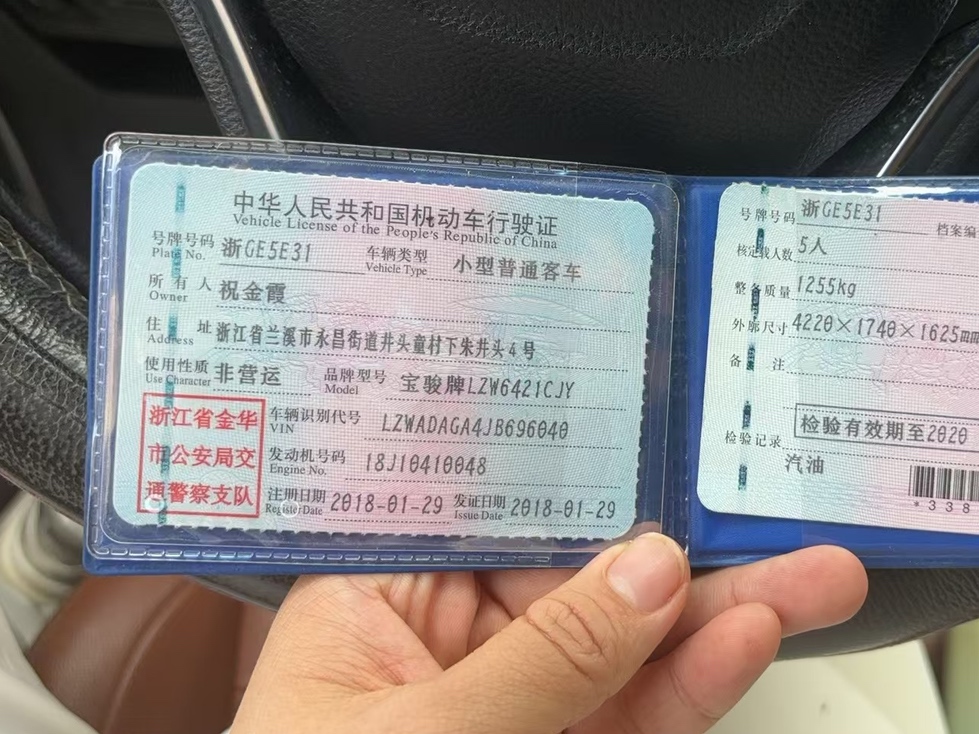 中华人民共和国机动车行驶证
Vehicle License of the People's Republic of China
号牌号码 浙GE5E31 车辆类型 小型普通客车
Plate No. Vehicle Type
所有人 祝金霞
Owner
住址 浙江省兰溪市永昌街道井头童村下朱井头4号
Address
使用性质 非营运 品牌型号 宝骏牌LZW6421CJY
Use Character Model
浙江省金华
市公安局交
通警察支队
车辆识别代号 LZWADAGA4JB696040
VIN
发动机号码 18J10410048
Engine No.
注册日期 2018-01-29 发证日期 2018-01-29
Register Date Issue Date
号牌号码 浙GE5E31 档案编
核定载人数 5人
整备质量 1255kg
外廓尺寸 4220×1740×1625
备注
检验有效期至2020
检验记录
汽油
*338